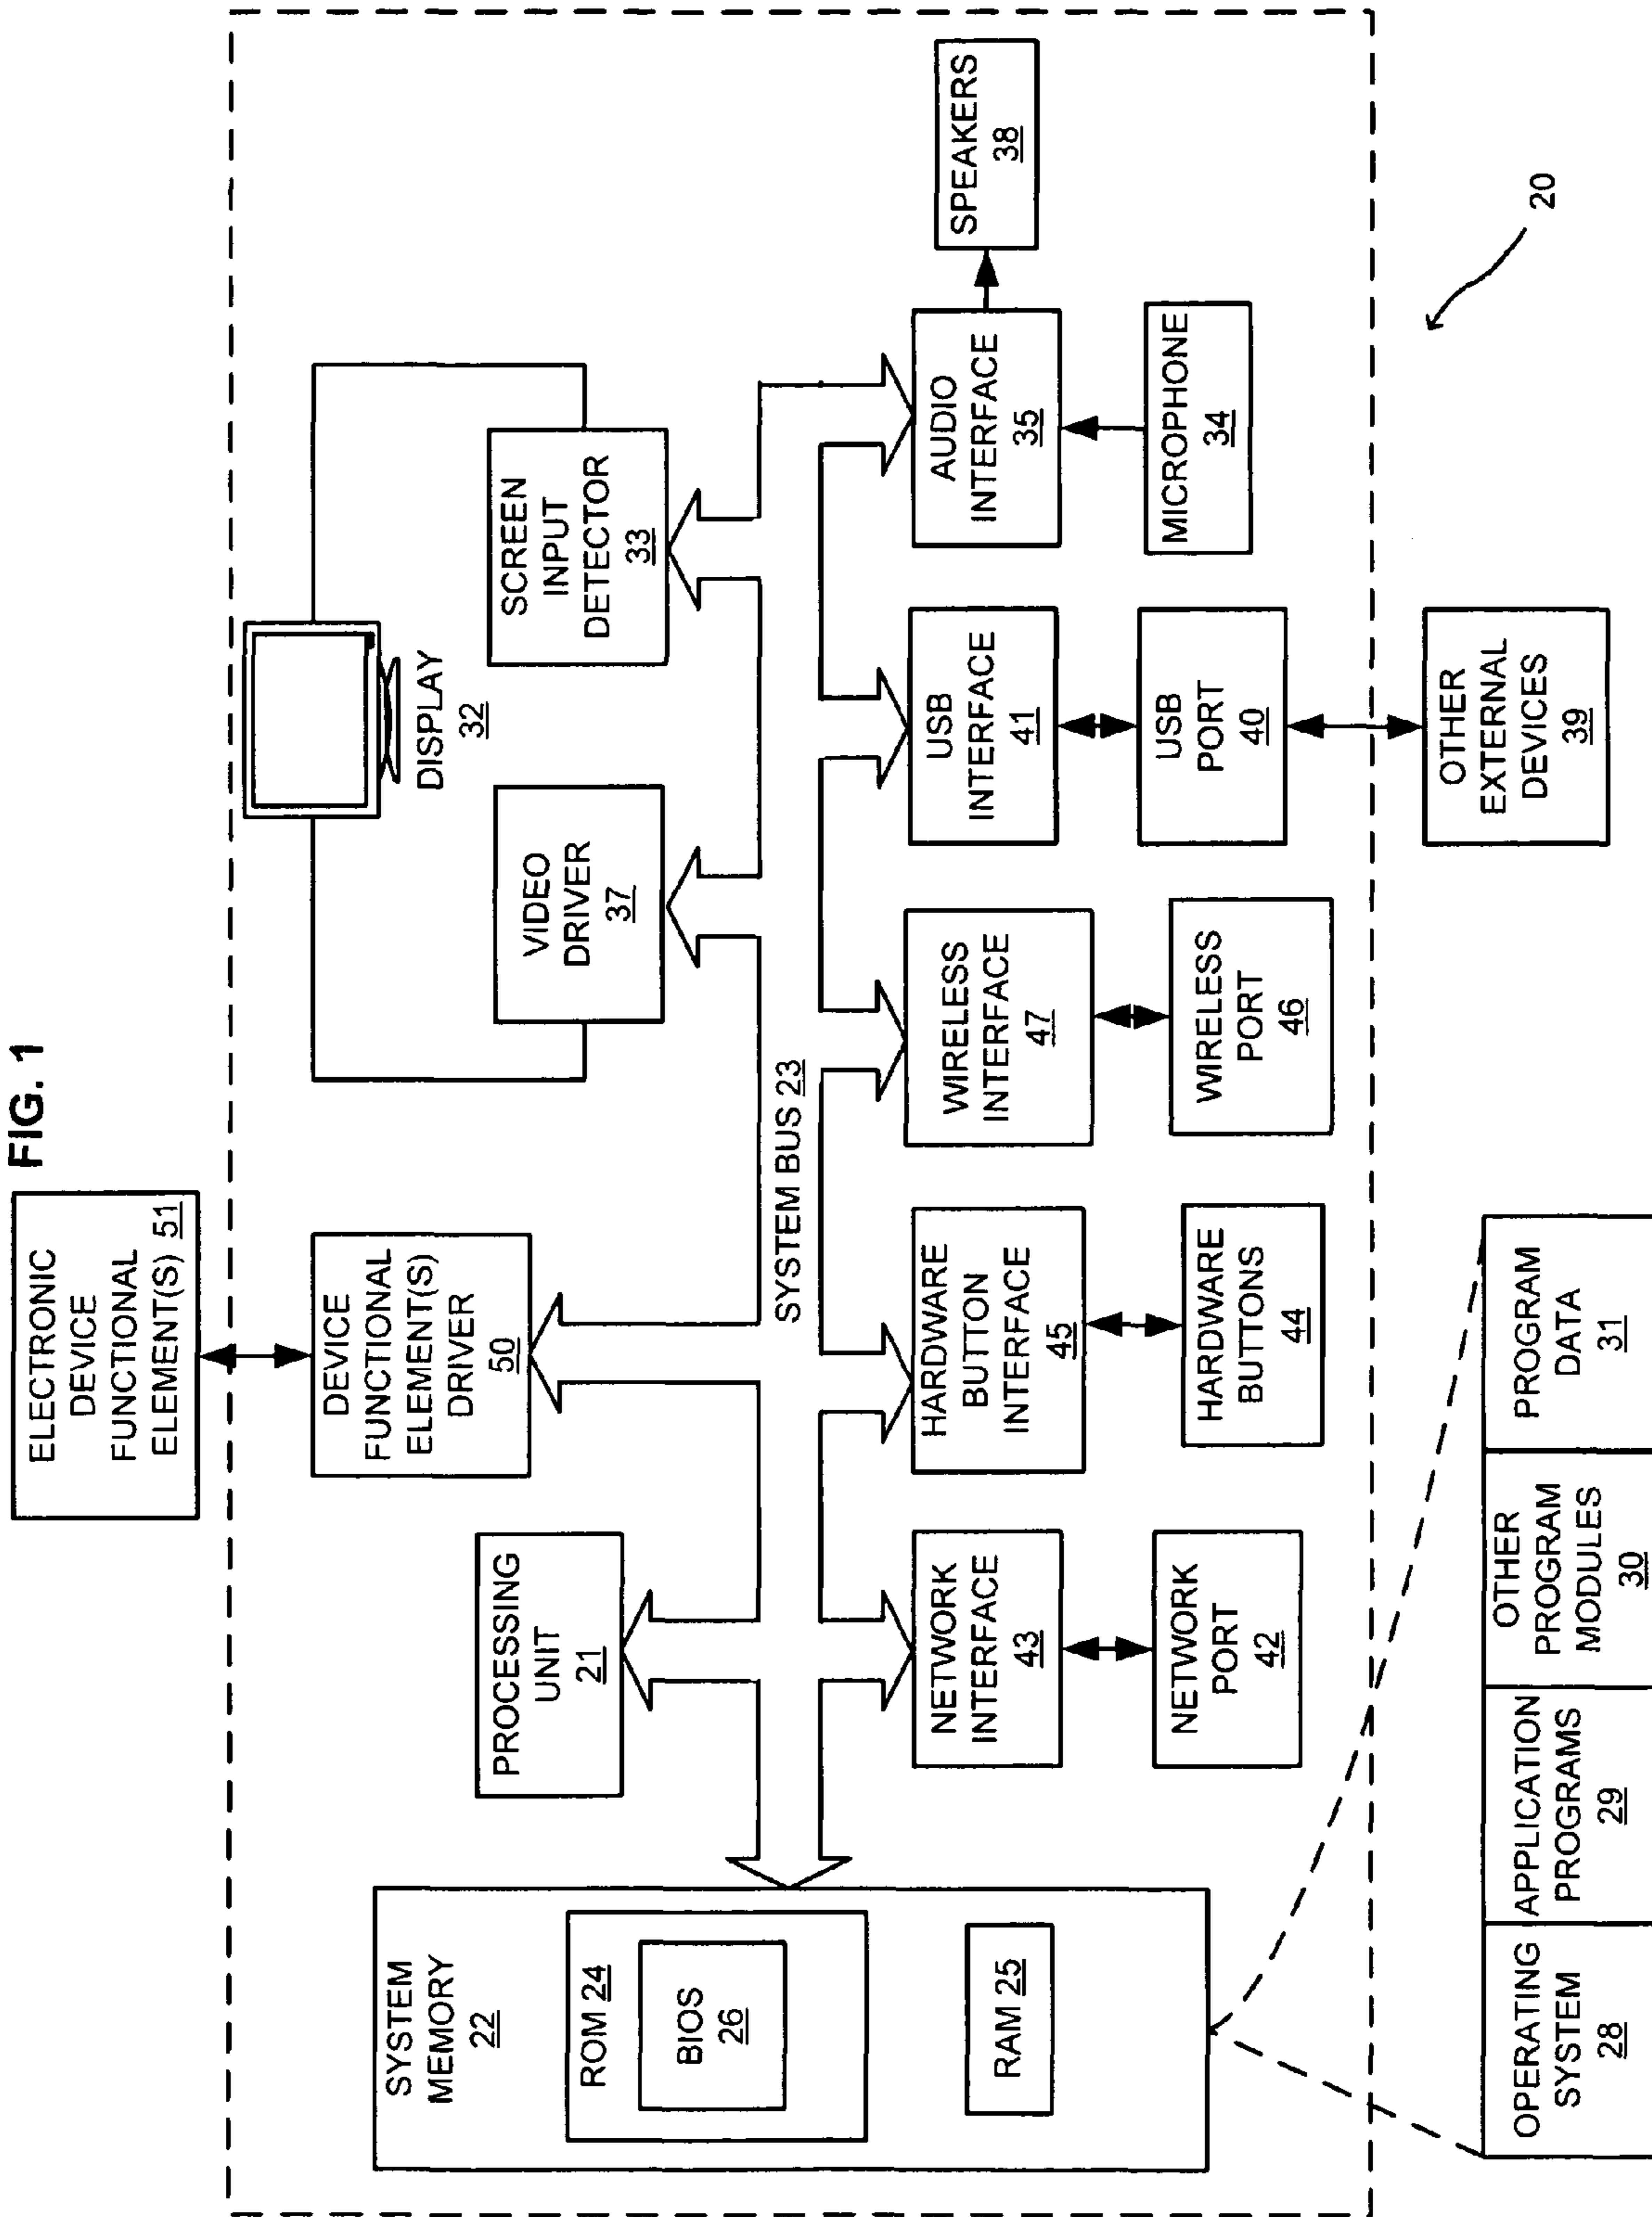 FIG. 1
ELECTRONIC
DEVICE
FUNCTIONAL
ELEMENT(S) 51
DISPLAY
32
DEVICE
FUNCTIONAL
ELEMENT(S)
DRIVER
50
PROCESSING
UNIT
21
VIDEO
DRIVER
37
SCREEN
INPUT
DETECTOR
33
SYSTEM
MEMORY
22
ROM 24
BIOS
26
RAM 25
SYSTEM BUS 23
NETWORK
INTERFACE
43
HARDWARE
BUTTON
INTERFACE
45
WIRELESS
INTERFACE
47
USB
INTERFACE
41
AUDIO
INTERFACE
35
SPEAKERS
38
NETWORK
PORT
42
HARDWARE
BUTTONS
44
WIRELESS
PORT
46
USB
PORT
40
MICROPHONE
34
OPERATING
SYSTEM
28
APPLICATION
PROGRAMS
29
OTHER
PROGRAM
MODULES
30
PROGRAM
DATA
31
OTHER
EXTERNAL
DEVICES
39
20